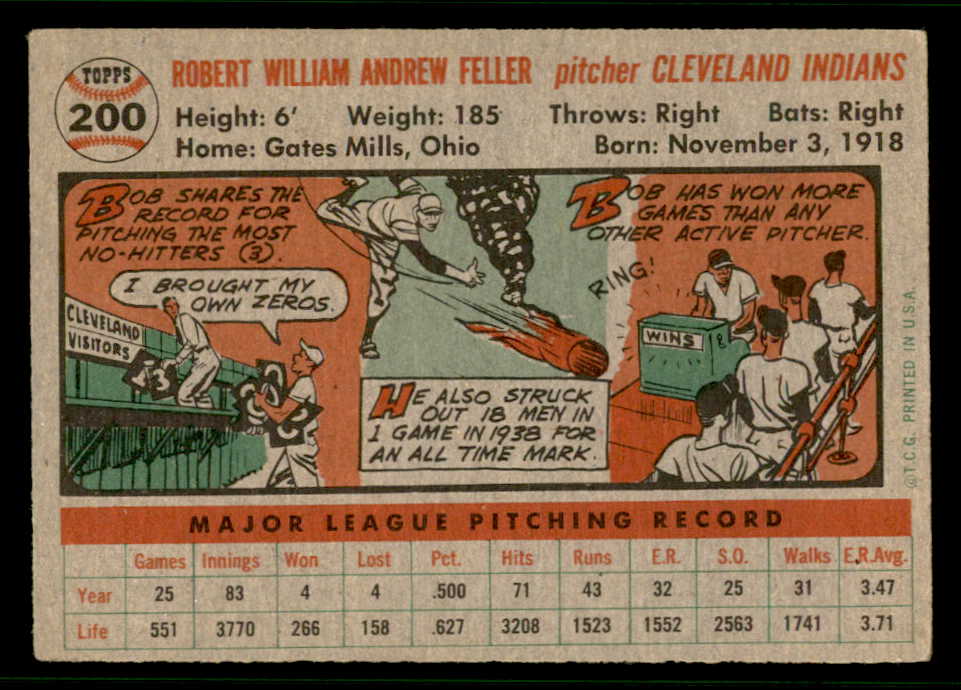 TOPPS
200
ROBERT WILLIAM ANDREW FELLER pitcher CLEVELAND INDIANS
Height: 6' Weight: 185 Throws: Right Bats: Right
Home: Gates Mills, Ohio Born: November 3, 1918
BOB SHARES THE
RECORD FOR
PITCHING THE MOST
NO-HITTERS (3).
I BROUGHT MY
OWN ZEROS.
CLEVELAND
VISITORS
3
HE ALSO STRUCK
OUT 18 MEN IN
1 GAME IN 1938 FOR
AN ALL TIME MARK.
BOB HAS WON MORE
GAMES THAN ANY
OTHER ACTIVE PITCHER.
RING!
WINS 8
©T.C.G. PRINTED IN U.S.A.
MAJOR LEAGUE PITCHING RECORD
Games Innings Won Lost Pct. Hits Runs E.R. S.O. Walks E.R.Avg.
Year 25 83 4 4 .500 71 43 32 25 31 3.47
Life 551 3770 266 158 .627 3208 1523 1552 2563 1741 3.71